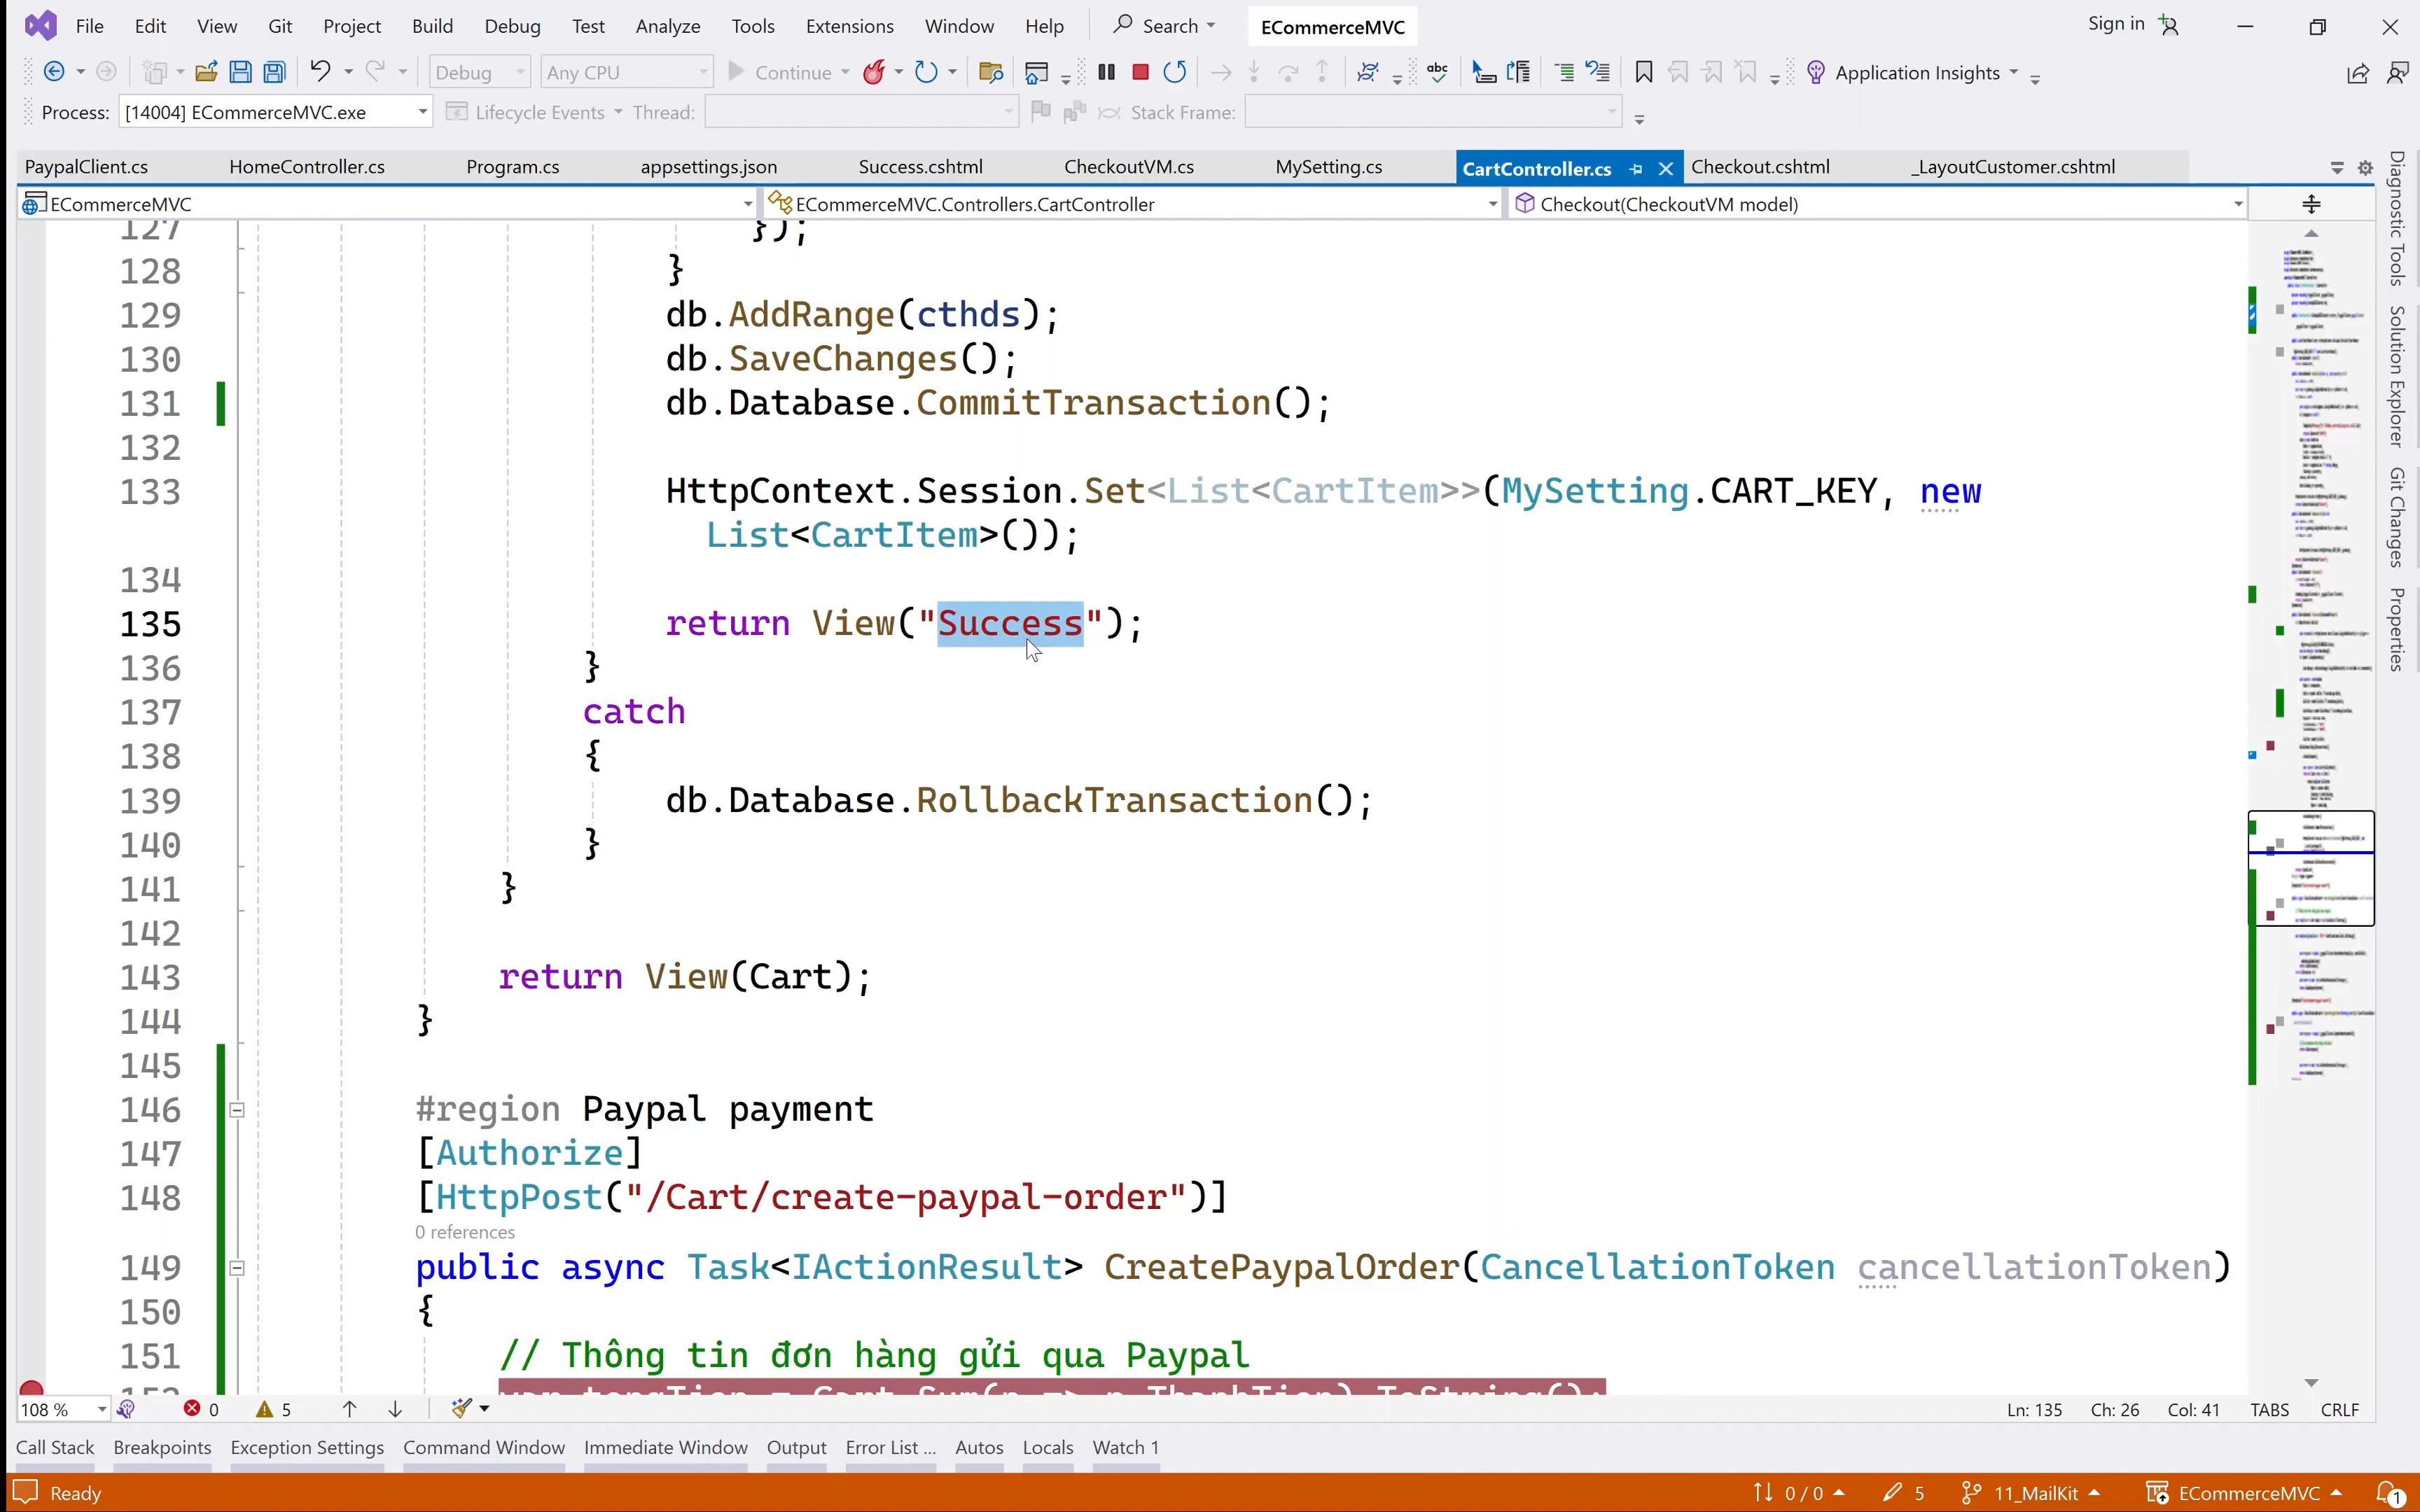 File Edit View Git Project Build Debug Test Analyze Tools Extensions Window Help Search ECommerceMVC Sign in
Debug Any CPU Continue Application Insights
Process: [14004] ECommerceMVC.exe Lifecycle Events Thread: Stack Frame:
PaypalClient.cs HomeController.cs Program.cs appsettings.json Success.cshtml CheckoutVM.cs MySetting.cs CartController.cs Checkout.cshtml _LayoutCustomer.cshtml
ECommerceMVC ECommerceMVC.Controllers.CartController Checkout(CheckoutVM model)
127 });
128 }
129 db.AddRange(cthds);
130 db.SaveChanges();
131 db.Database.CommitTransaction();
132
133 HttpContext.Session.Set<List<CartItem>>(MySetting.CART_KEY, new
List<CartItem>());
134
135 return View("Success");
136 }
137 catch
138 {
139 db.Database.RollbackTransaction();
140 }
141 }
142
143 return View(Cart);
144 }
145
146 #region Paypal payment
147 [Authorize]
148 [HttpPost("/Cart/create-paypal-order")]
0 references
149 public async Task<IActionResult> CreatePaypalOrder(CancellationToken cancellationToken)
150 {
151 // Thông tin đơn hàng gửi qua Paypal
Diagnostic Tools
Solution Explorer
Git Changes
Properties
108 % 0 5 Ln: 135 Ch: 26 Col: 41 TABS CRLF
Call Stack Breakpoints Exception Settings Command Window Immediate Window Output Error List ... Autos Locals Watch 1
Ready 0 / 0 5 11_MailKit ECommerceMVC 1